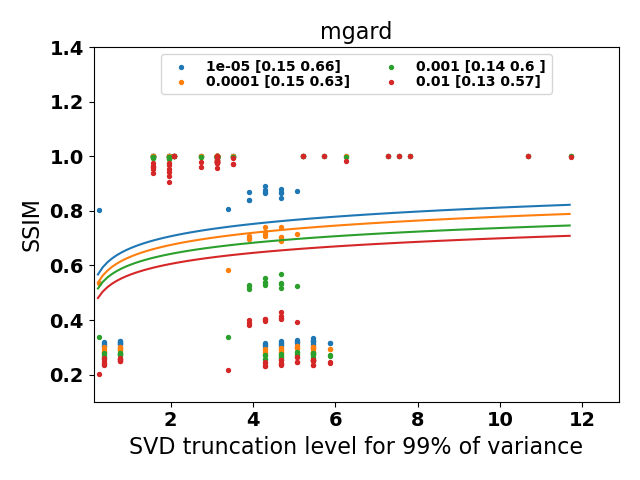 mgard
1e-05 [0.15 0.66]
0.0001 [0.15 0.63]
0.001 [0.14 0.6 ]
0.01 [0.13 0.57]
SSIM
1.4
1.2
1.0
0.8
0.6
0.4
0.2
2 4 6 8 10 12
SVD truncation level for 99% of variance